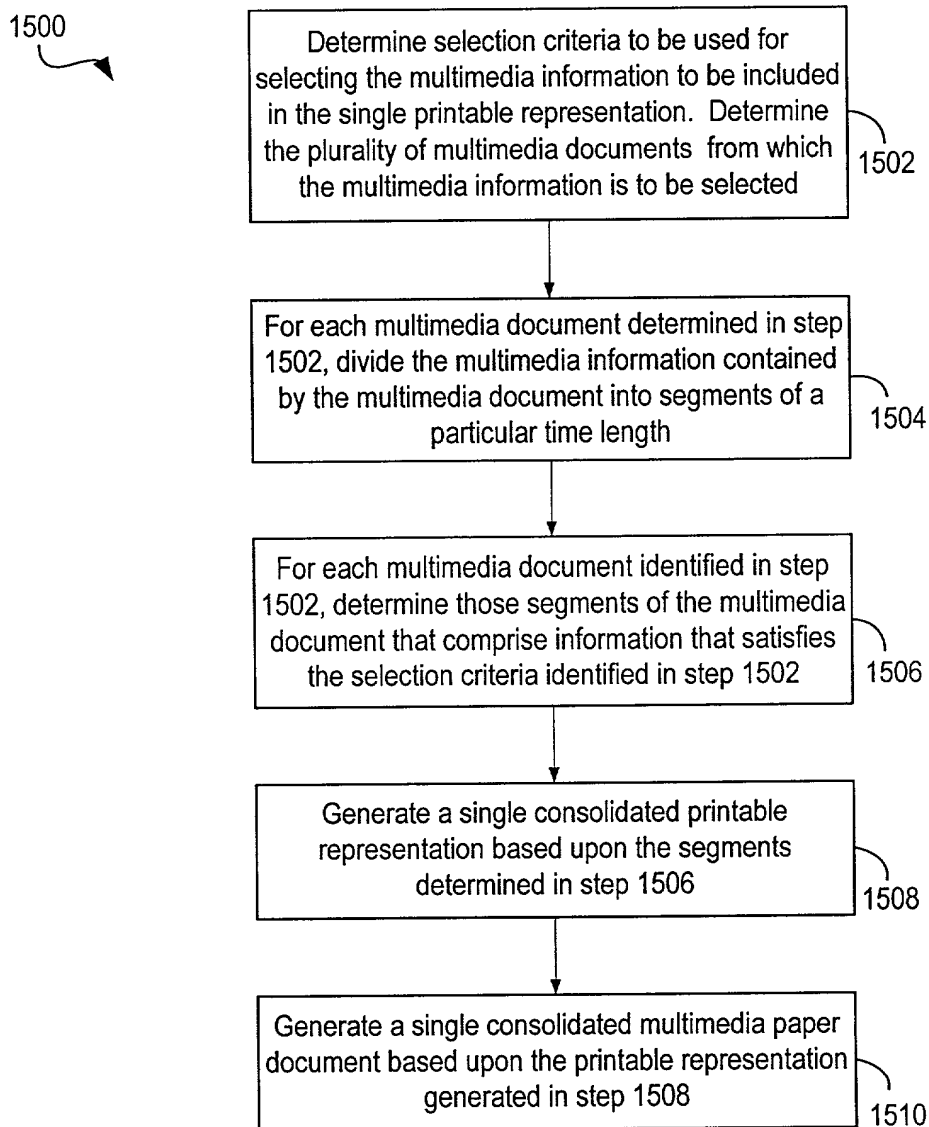 1500
Determine selection criteria to be used for
selecting the multimedia information to be included
in the single printable representation. Determine
the plurality of multimedia documents from which
the multimedia information is to be selected
1502
For each multimedia document determined in step
1502, divide the multimedia information contained
by the multimedia document into segments of a
particular time length
1504
For each multimedia document identified in step
1502, determine those segments of the multimedia
document that comprise information that satisfies
the selection criteria identified in step 1502
1506
Generate a single consolidated printable
representation based upon the segments
determined in step 1506
1508
Generate a single consolidated multimedia paper
document based upon the printable representation
generated in step 1508
1510